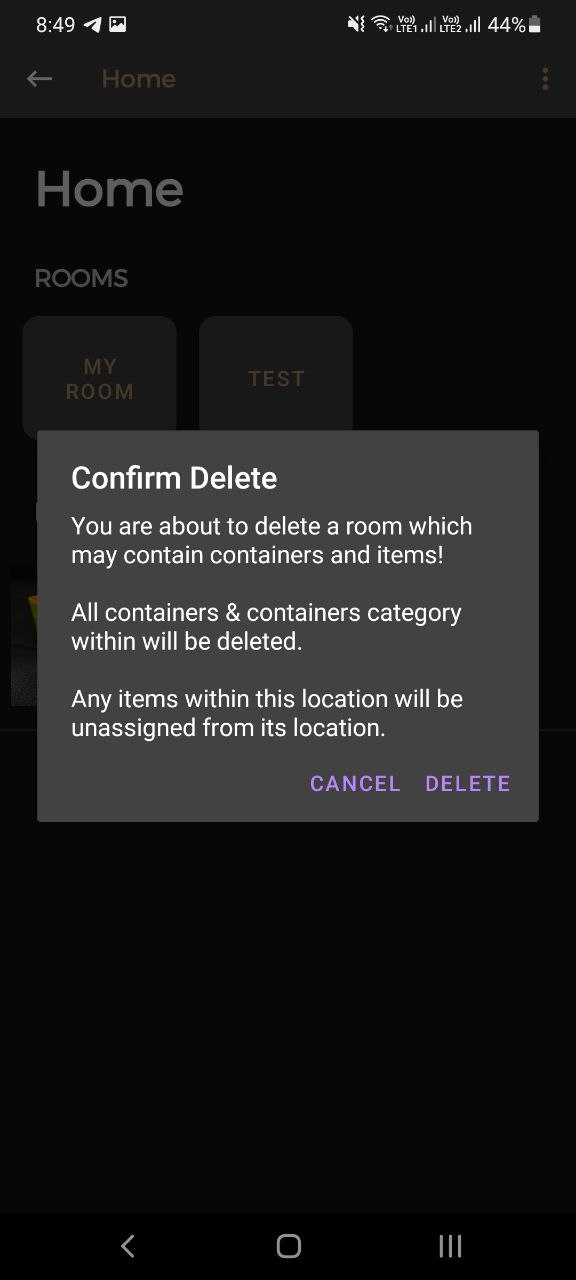 8:49
Vo) LTE1 Vo) LTE2 44%
Home
Home
ROOMS
MY
ROOM
TEST
Confirm Delete
You are about to delete a room which
may contain containers and items!
All containers & containers category
within will be deleted.
Any items within this location will be
unassigned from its location.
CANCEL DELETE